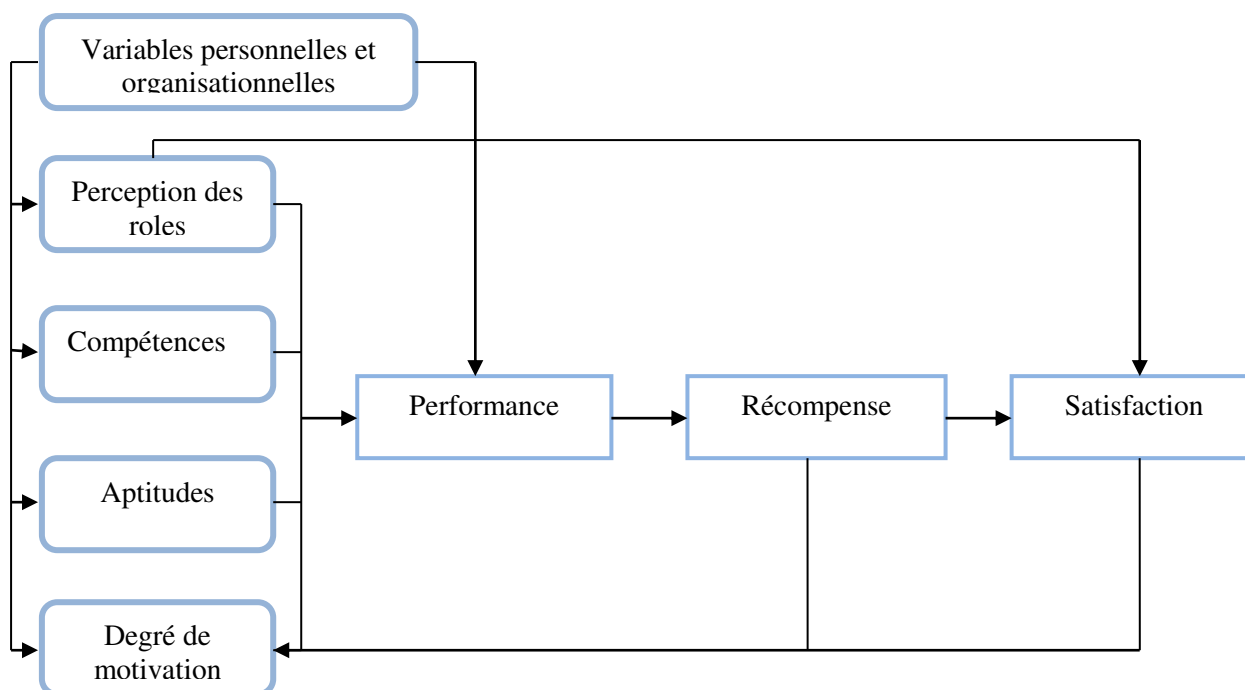 Variables personnelles et
organisationnelles
Perception des
roles
Compétences
Performance
Récompense
Satisfaction
Aptitudes
Degré de
motivation